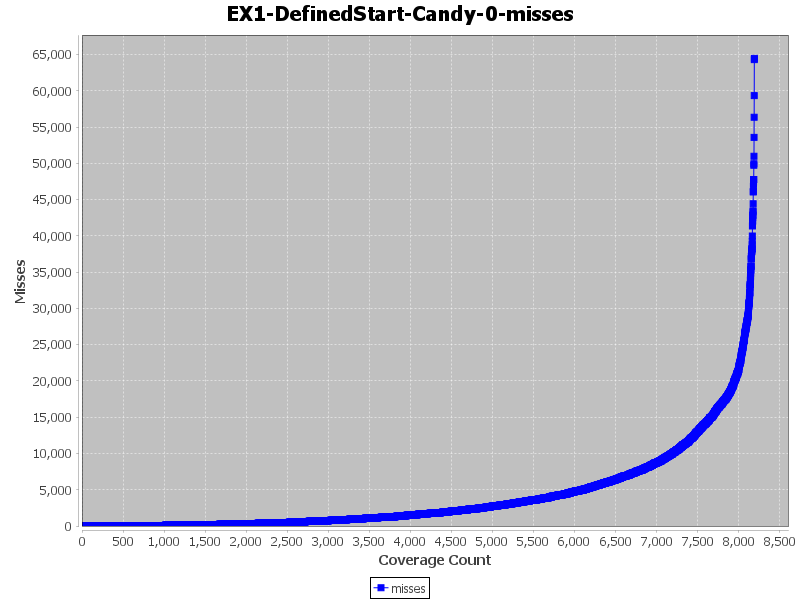 EX1-DefinedStart-Candy-0-misses
65,000
60,000
55,000
50,000
45,000
40,000
35,000
30,000
25,000
20,000
15,000
10,000
5,000
0
Misses
0 500 1,000 1,500 2,000 2,500 3,000 3,500 4,000 4,500 5,000 5,500 6,000 6,500 7,000 7,500 8,000 8,500
Coverage Count
misses